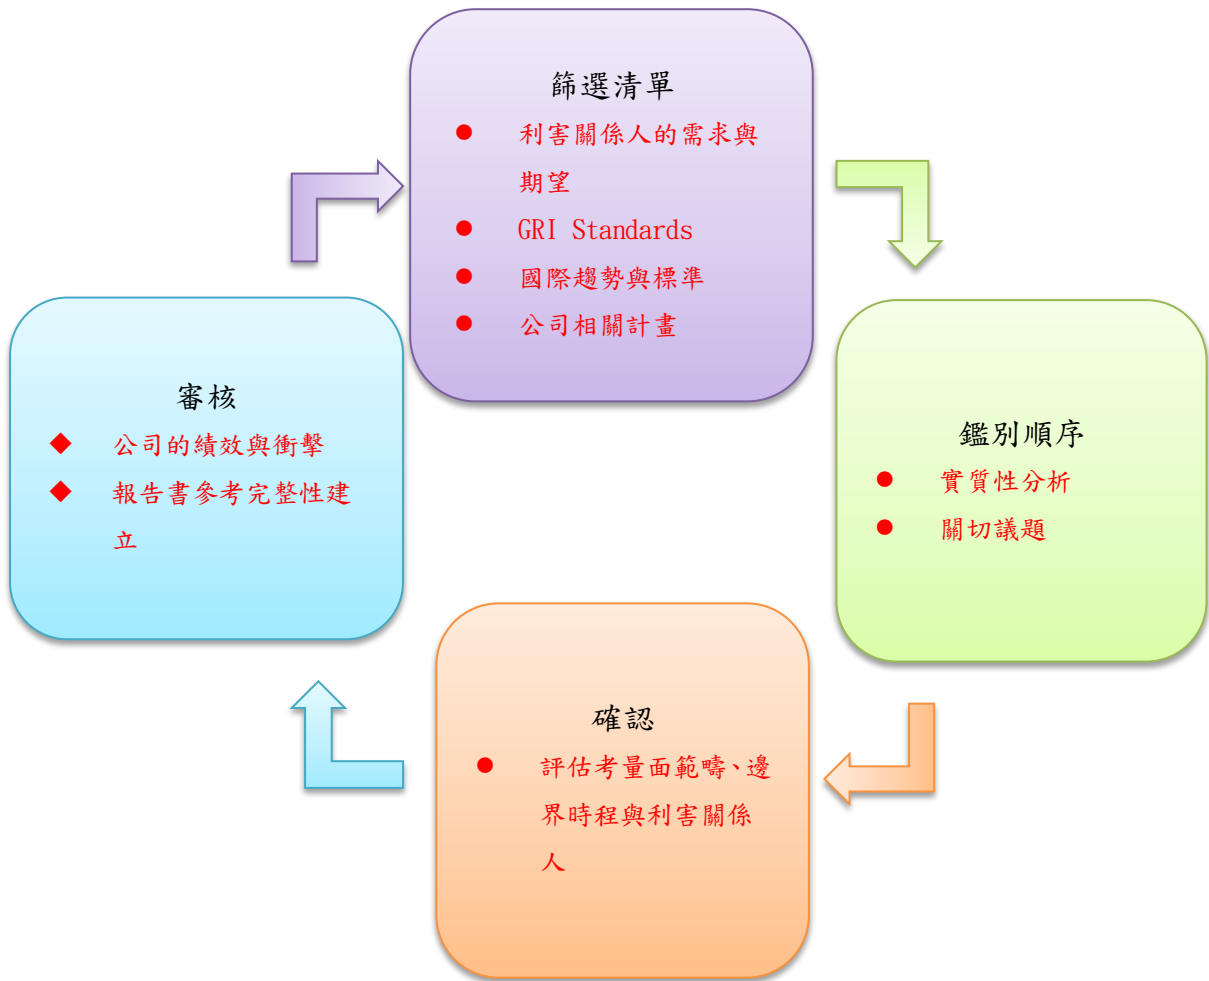 篩選清單
● 利害關係人的需求與
期望
● GRI Standards
● 國際趨勢與標準
● 公司相關計畫
審核
◆ 公司的績效與衝擊
◆ 報告書參考完整性建
立
鑑別順序
● 實質性分析
● 關切議題
確認
● 評估考量面範疇、邊
界時程與利害關係
人